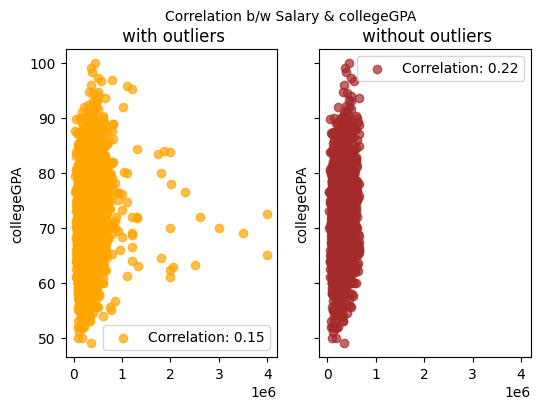 Correlation b/w Salary & collegeGPA
with outliers
without outliers
100
90
80
70
60
50
collegeGPA
Correlation: 0.15
0
1
2
3
4
1e6
collegeGPA
Correlation: 0.22
0
1
2
3
4
1e6